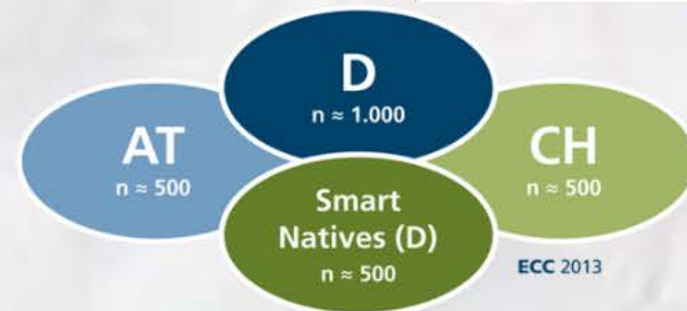 D
n ≈ 1.000
AT
n ≈ 500
CH
n ≈ 500
Smart
Natives (D)
n ≈ 500
ECC 2013